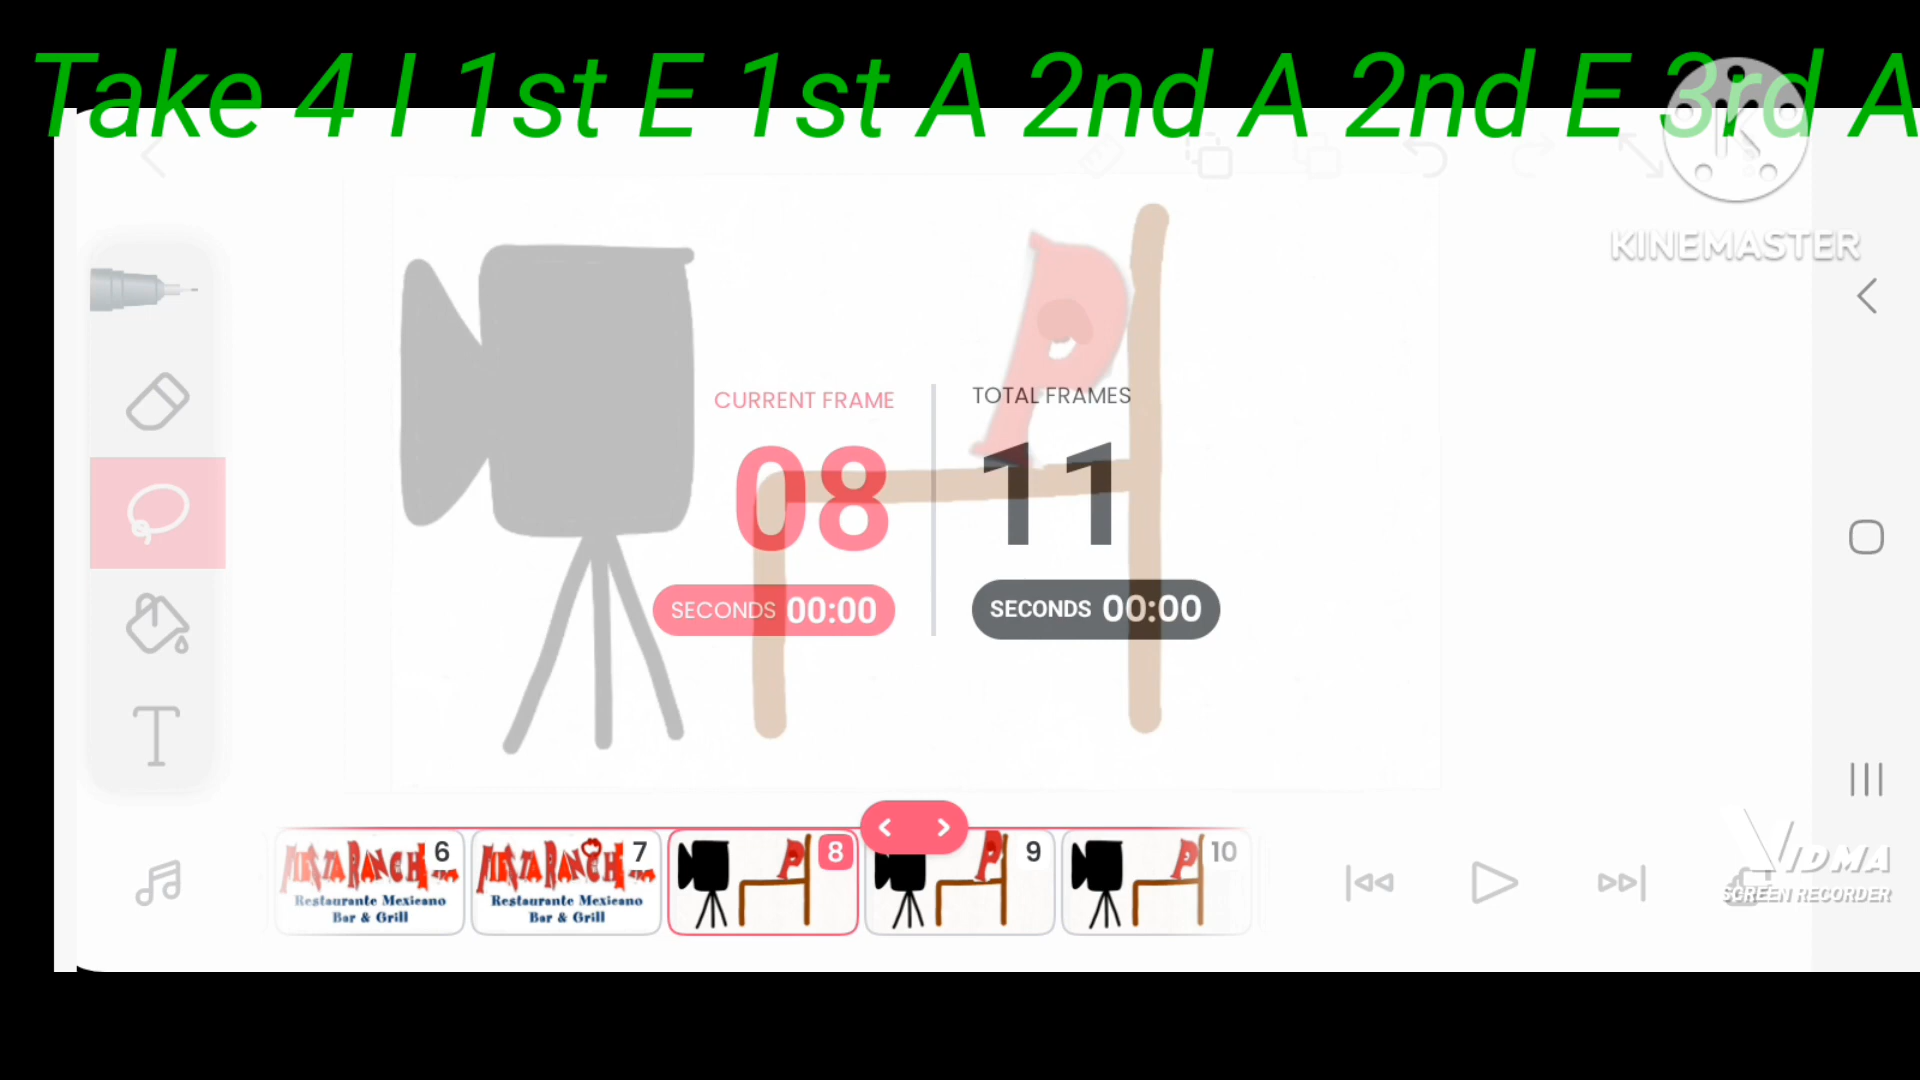 Take 4 I 1st E 1st A 2nd A 2nd E 3rd A
KINEMASTER
P
CURRENT FRAME
TOTAL FRAMES
08
11
SECONDS 00:00
SECONDS 00:00
T
6
7
8
9
10
Restaurante Mexicano
Bar & Grill
Restaurante Mexicano
Bar & Grill
VIDMA
SCREEN RECORDER